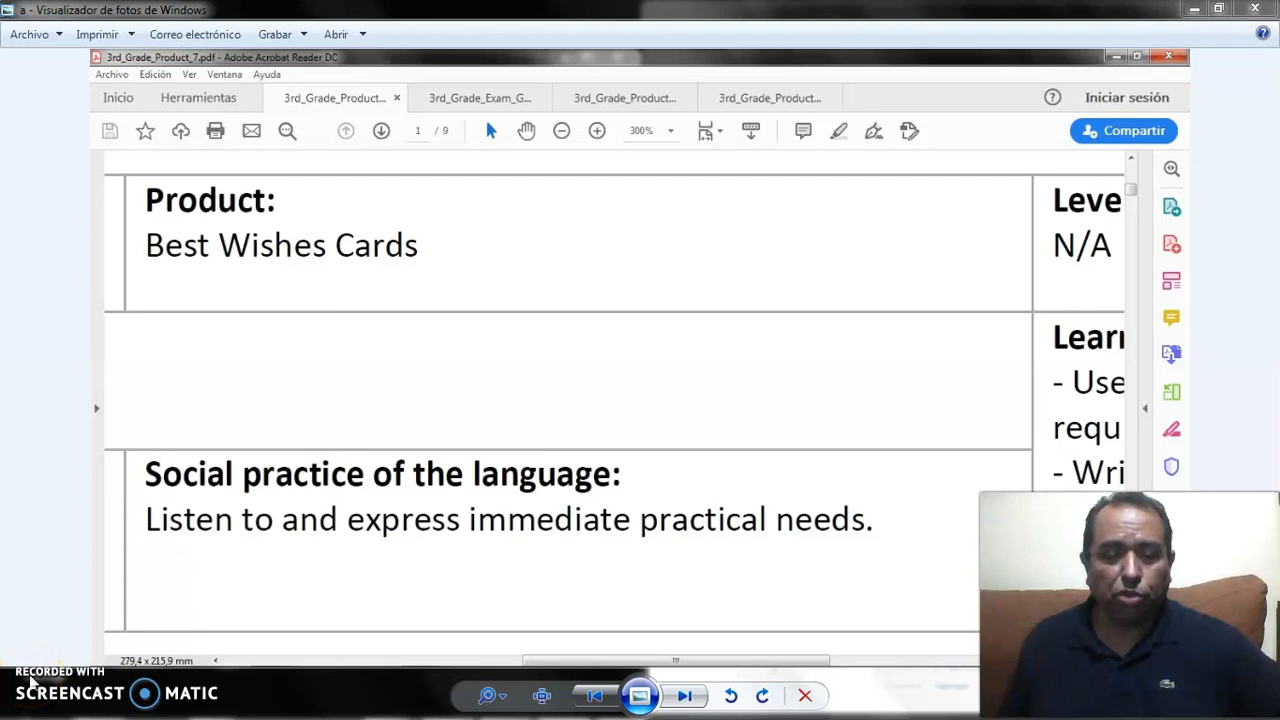 a - Visualizador de fotos de Windows
Archivo Imprimir Correo electrónico Grabar Abrir
3rd_Grade_Product_7.pdf - Adobe Acrobat Reader DC
Archivo Edición Ver Ventana Ayuda
Inicio Herramientas 3rd_Grade_Product... 3rd_Grade_Exam_G... 3rd_Grade_Product... 3rd_Grade_Product... Iniciar sesión
1 / 9 300% Compartir
Product:
Best Wishes Cards
Leve
N/A
Learn
- Use
requ
- Wri
Social practice of the language:
Listen to and express immediate practical needs.
279,4 x 215,9 mm
RECORDED WITH
SCREENCAST MATIC